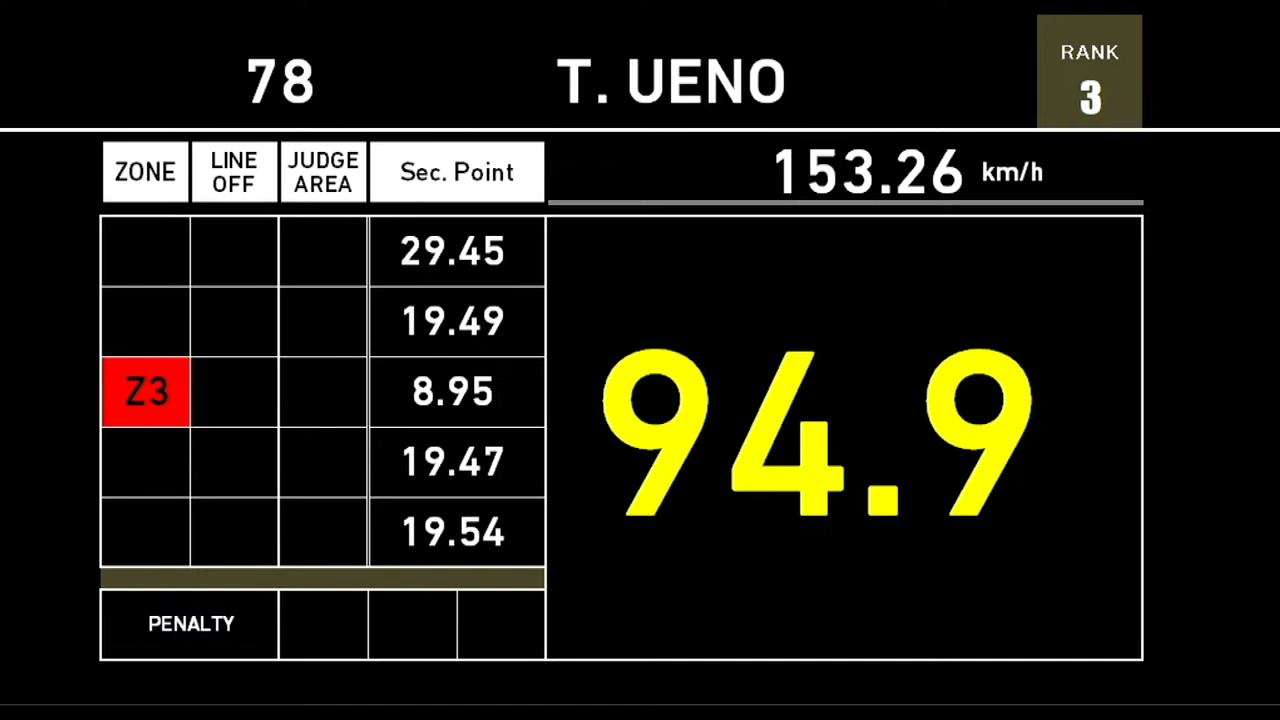 78 T. UENO RANK 3
ZONE LINE OFF JUDGE AREA Sec. Point 153.26 km/h
29.45
19.49
Z3 8.95
19.47
19.54
94.9
PENALTY